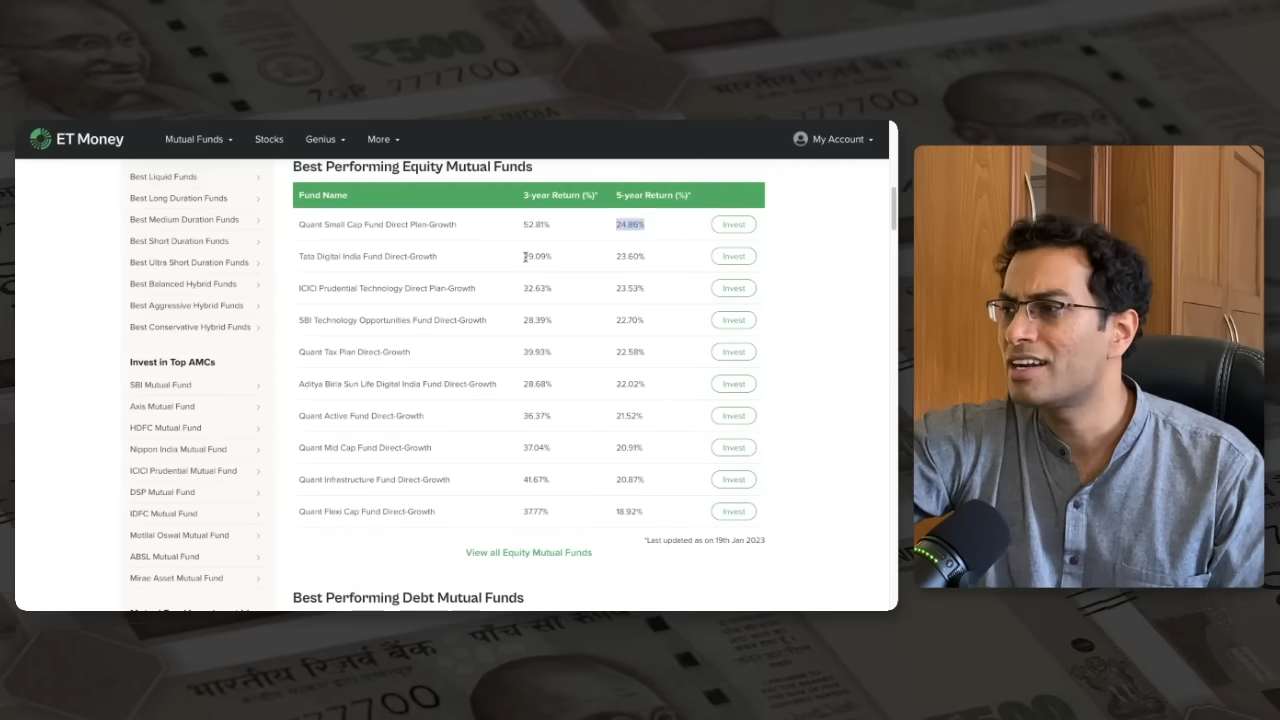 ₹500
7GR 777700
भारतीय रिज़र्व बैंक
ET Money
Mutual Funds
Stocks
Genius
More
My Account
Best Liquid Funds
Best Long Duration Funds
Best Medium Duration Funds
Best Short Duration Funds
Best Ultra Short Duration Funds
Best Balanced Hybrid Funds
Best Aggressive Hybrid Funds
Best Conservative Hybrid Funds
Invest in Top AMCs
SBI Mutual Fund
Axis Mutual Fund
HDFC Mutual Fund
Nippon India Mutual Fund
ICICI Prudential Mutual Fund
DSP Mutual Fund
IDFC Mutual Fund
Motilal Oswal Mutual Fund
ABSL Mutual Fund
Mirae Asset Mutual Fund
Best Performing Equity Mutual Funds
Fund Name 3-year Return (%)* 5-year Return (%)*
Quant Small Cap Fund Direct Plan-Growth 52.81% 24.86% Invest
Tata Digital India Fund Direct-Growth 9.09% 23.60% Invest
ICICI Prudential Technology Direct Plan-Growth 32.63% 23.53% Invest
SBI Technology Opportunities Fund Direct-Growth 28.39% 22.70% Invest
Quant Tax Plan Direct-Growth 39.93% 22.58% Invest
Aditya Birla Sun Life Digital India Fund Direct-Growth 28.68% 22.02% Invest
Quant Active Fund Direct-Growth 36.37% 21.52% Invest
Quant Mid Cap Fund Direct-Growth 37.04% 20.91% Invest
Quant Infrastructure Fund Direct-Growth 41.67% 20.87% Invest
Quant Flexi Cap Fund Direct-Growth 37.77% 18.92% Invest
*Last updated as on 19th Jan 2023
View all Equity Mutual Funds
Best Performing Debt Mutual Funds
भारतीय रिज़र्व बैंक
पाँच सौ
777700